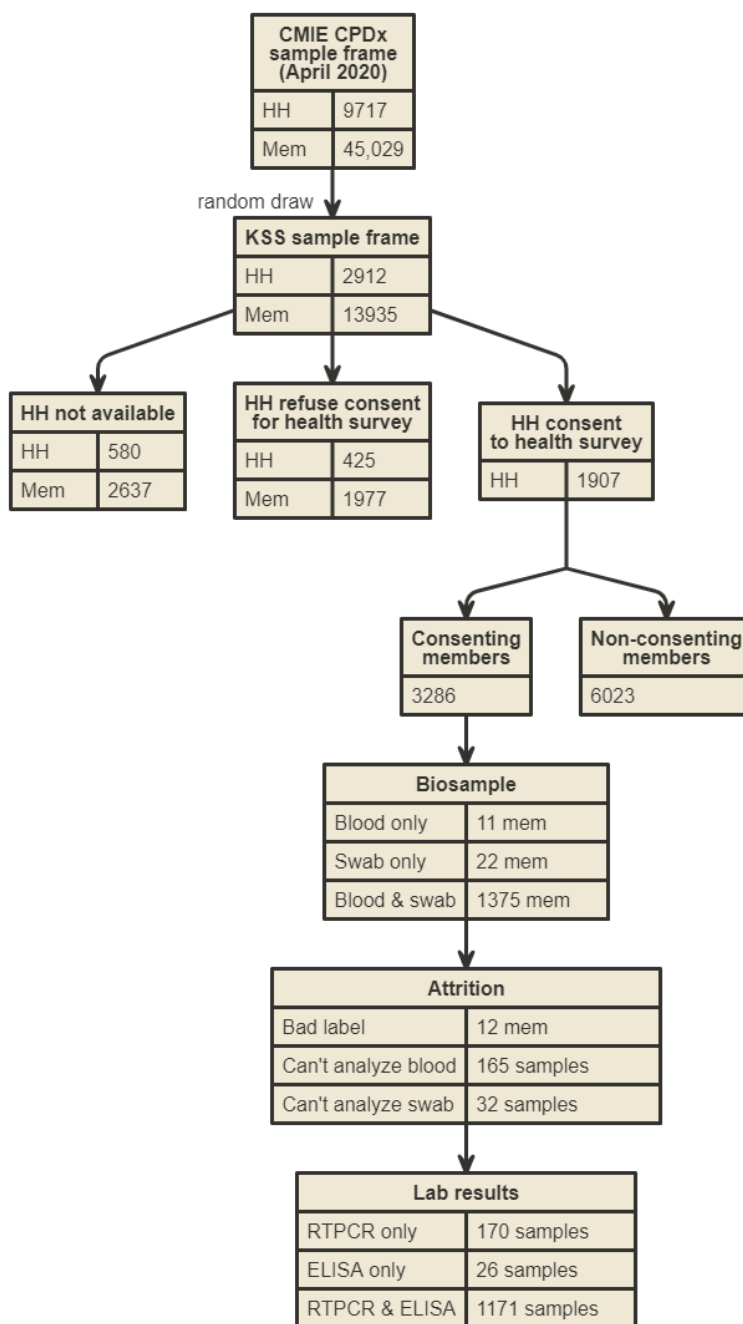 CMIE CPDx
sample frame
(April 2020)
HH 9717
Mem 45,029
random draw
KSS sample frame
HH 2912
Mem 13935
HH not available
HH 580
Mem 2637
HH refuse consent
for health survey
HH 425
Mem 1977
HH consent
to health survey
HH 1907
Consenting
members
3286
Non-consenting
members
6023
Biosample
Blood only 11 mem
Swab only 22 mem
Blood & swab 1375 mem
Attrition
Bad label 12 mem
Can't analyze blood 165 samples
Can't analyze swab 32 samples
Lab results
RTPCR only 170 samples
ELISA only 26 samples
RTPCR & ELISA 1171 samples